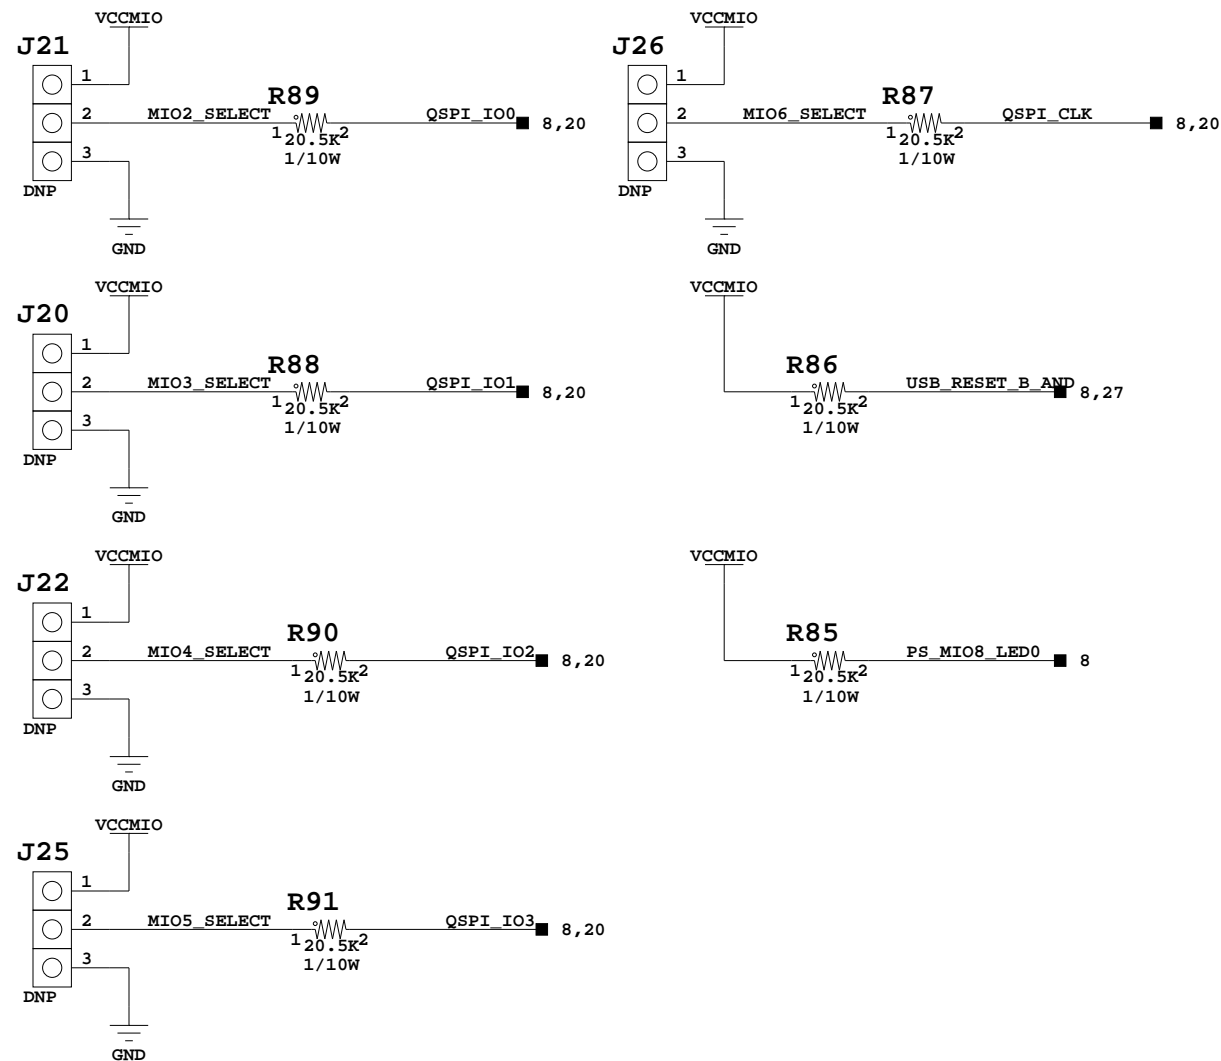 VCCMIO
J21
1
2
MIO2_SELECT
R89
1
20.5K
2
1/10W
QSPI_IO0
8,20
3
DNP
GND
VCCMIO
J26
1
2
MIO6_SELECT
R87
1
20.5K
2
1/10W
QSPI_CLK
8,20
3
DNP
GND
VCCMIO
J20
1
2
MIO3_SELECT
R88
1
20.5K
2
1/10W
QSPI_IO1
8,20
3
DNP
GND
VCCMIO
R86
1
20.5K
2
1/10W
USB_RESET_B_AND
8,27
VCCMIO
J22
1
2
MIO4_SELECT
R90
1
20.5K
2
1/10W
QSPI_IO2
8,20
3
DNP
GND
VCCMIO
R85
1
20.5K
2
1/10W
PS_MIO8_LED0
8
VCCMIO
J25
1
2
MIO5_SELECT
R91
1
20.5K
2
1/10W
QSPI_IO3
8,20
3
DNP
GND